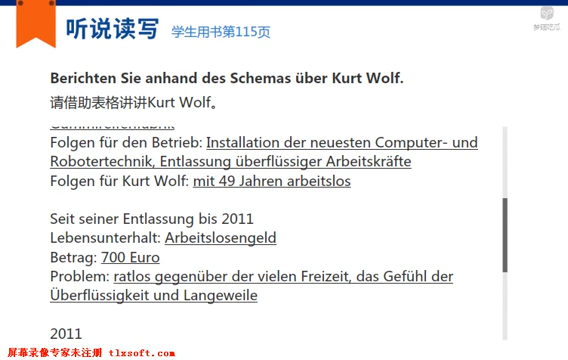 听说读写 学生用书第115页
Berichten Sie anhand des Schemas über Kurt Wolf.
请借助表格讲讲Kurt Wolf。
Gummireifenfabrik
Folgen für den Betrieb: Installation der neuesten Computer- und
Robotertechnik, Entlassung überflüssiger Arbeitskräfte
Folgen für Kurt Wolf: mit 49 Jahren arbeitslos
Seit seiner Entlassung bis 2011
Lebensunterhalt: Arbeitslosengeld
Betrag: 700 Euro
Problem: ratlos gegenüber der vielen Freizeit, das Gefühl der
Überflüssigkeit und Langeweile
2011
屏幕录像专家未注册 tlxsoft.com